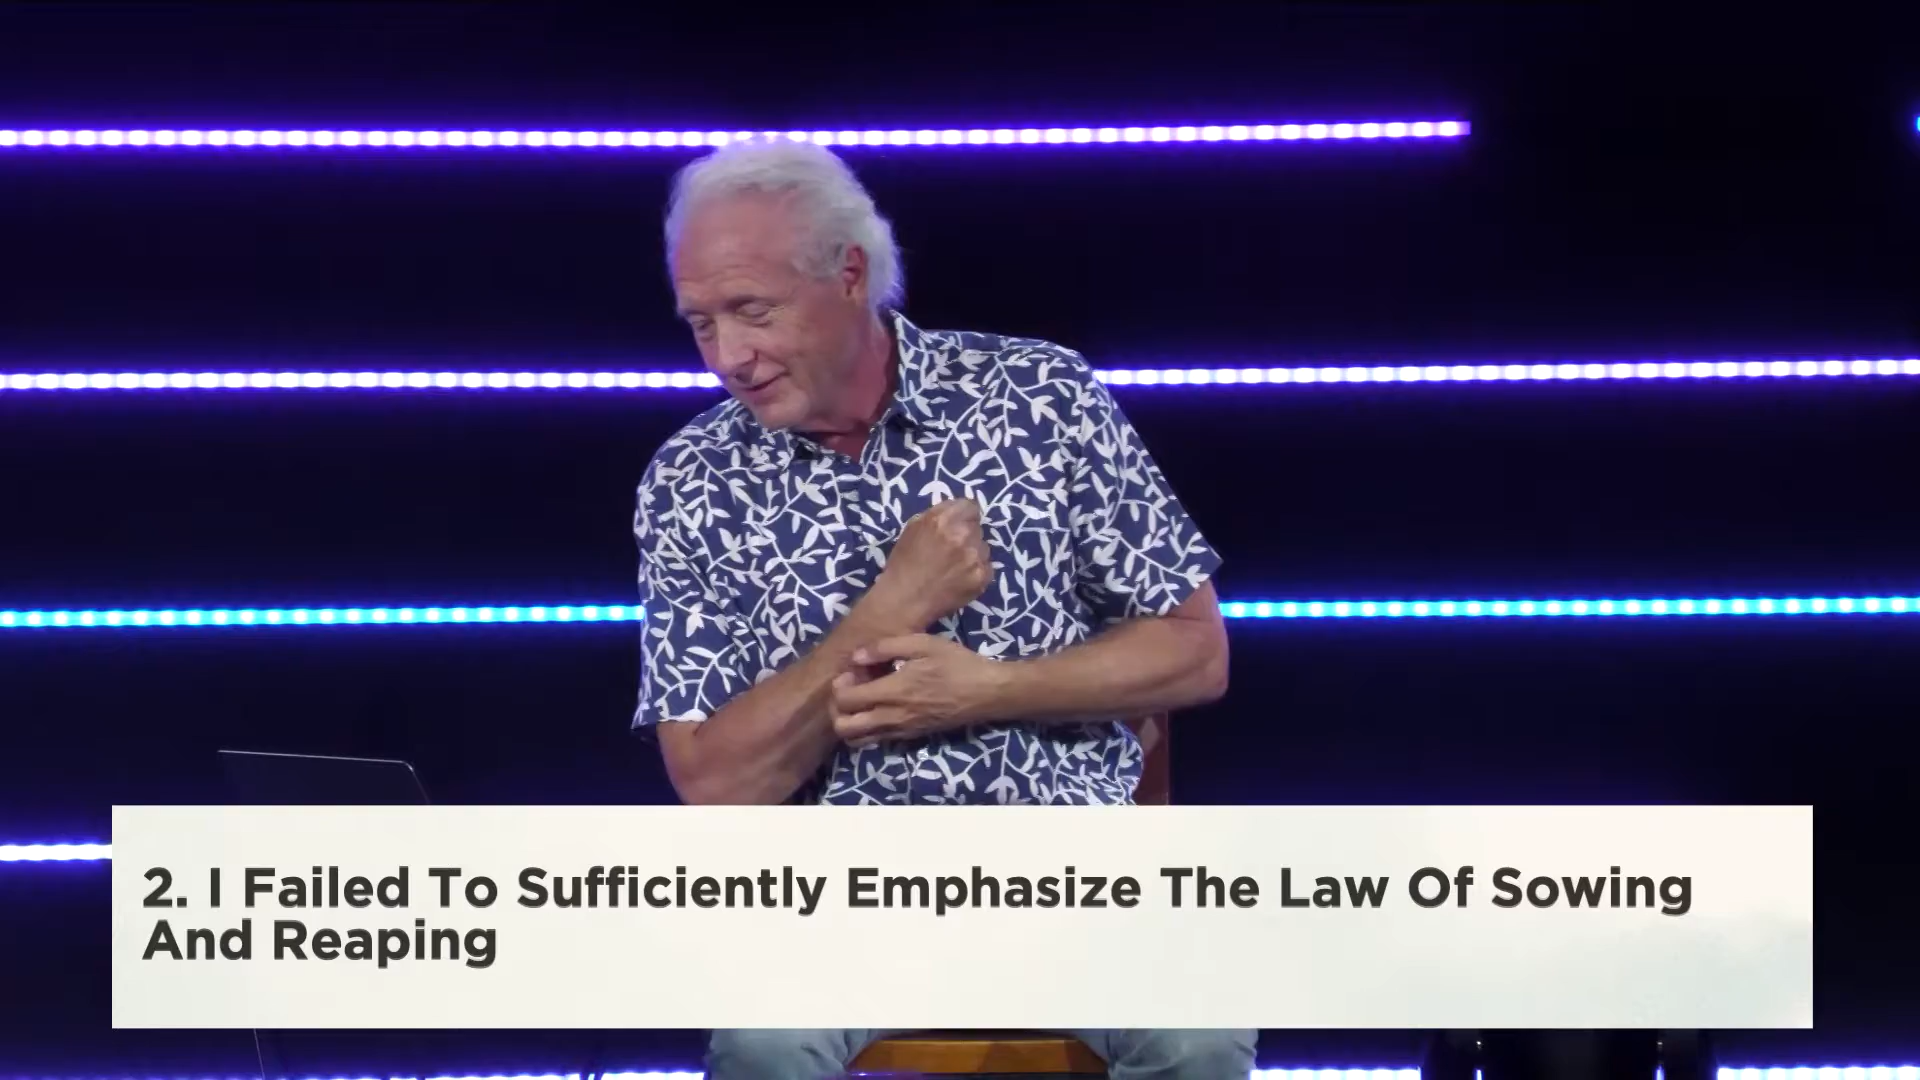 2. I Failed To Sufficiently Emphasize The Law Of Sowing
And Reaping